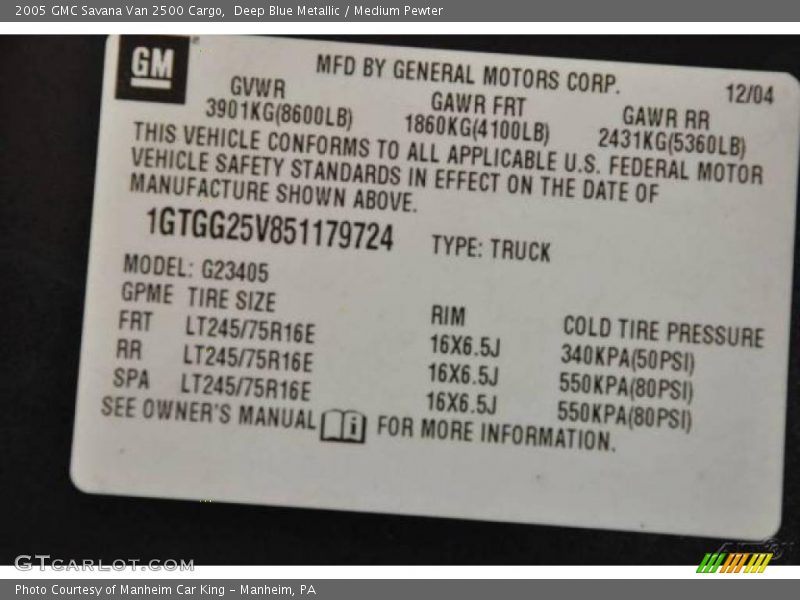 2005 GMC Savana Van 2500 Cargo,  Deep Blue Metallic / Medium Pewter
GM
MFD BY GENERAL MOTORS CORP.
12/04
GVWR GAWR FRT GAWR RR
3901KG(8600LB) 1860KG(4100LB) 2431KG(5360LB)
THIS VEHICLE CONFORMS TO ALL APPLICABLE U.S. FEDERAL MOTOR
VEHICLE SAFETY STANDARDS IN EFFECT ON THE DATE OF
MANUFACTURE SHOWN ABOVE.
1GTGG25V851179724 TYPE: TRUCK
MODEL: G23405
GPME TIRE SIZE RIM COLD TIRE PRESSURE
FRT LT245/75R16E 16X6.5J 340KPA(50PSI)
RR LT245/75R16E 16X6.5J 550KPA(80PSI)
SPA LT245/75R16E 16X6.5J 550KPA(80PSI)
SEE OWNER'S MANUAL i FOR MORE INFORMATION.
GTCARLOT.COM
Photo Courtesy of Manheim Car King - Manheim, PA